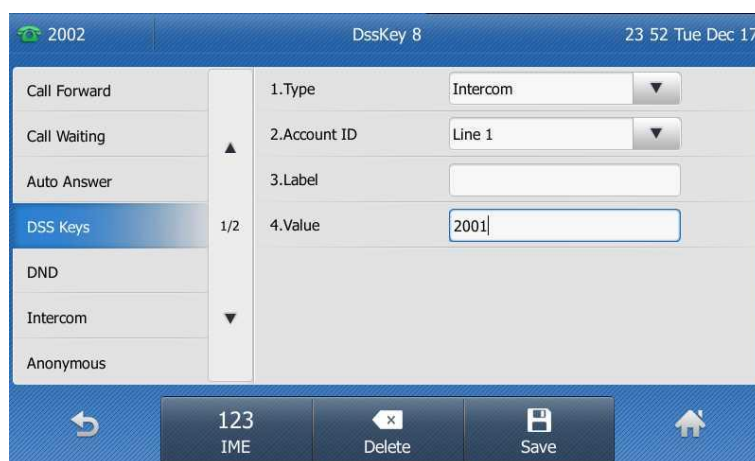 2002 DssKey 8 23 52 Tue Dec 17
Call Forward
Call Waiting
Auto Answer
DSS Keys
DND
Intercom
Anonymous
1/2
1.Type Intercom
2.Account ID Line 1
3.Label
4.Value 2001
123
IME
Delete
Save